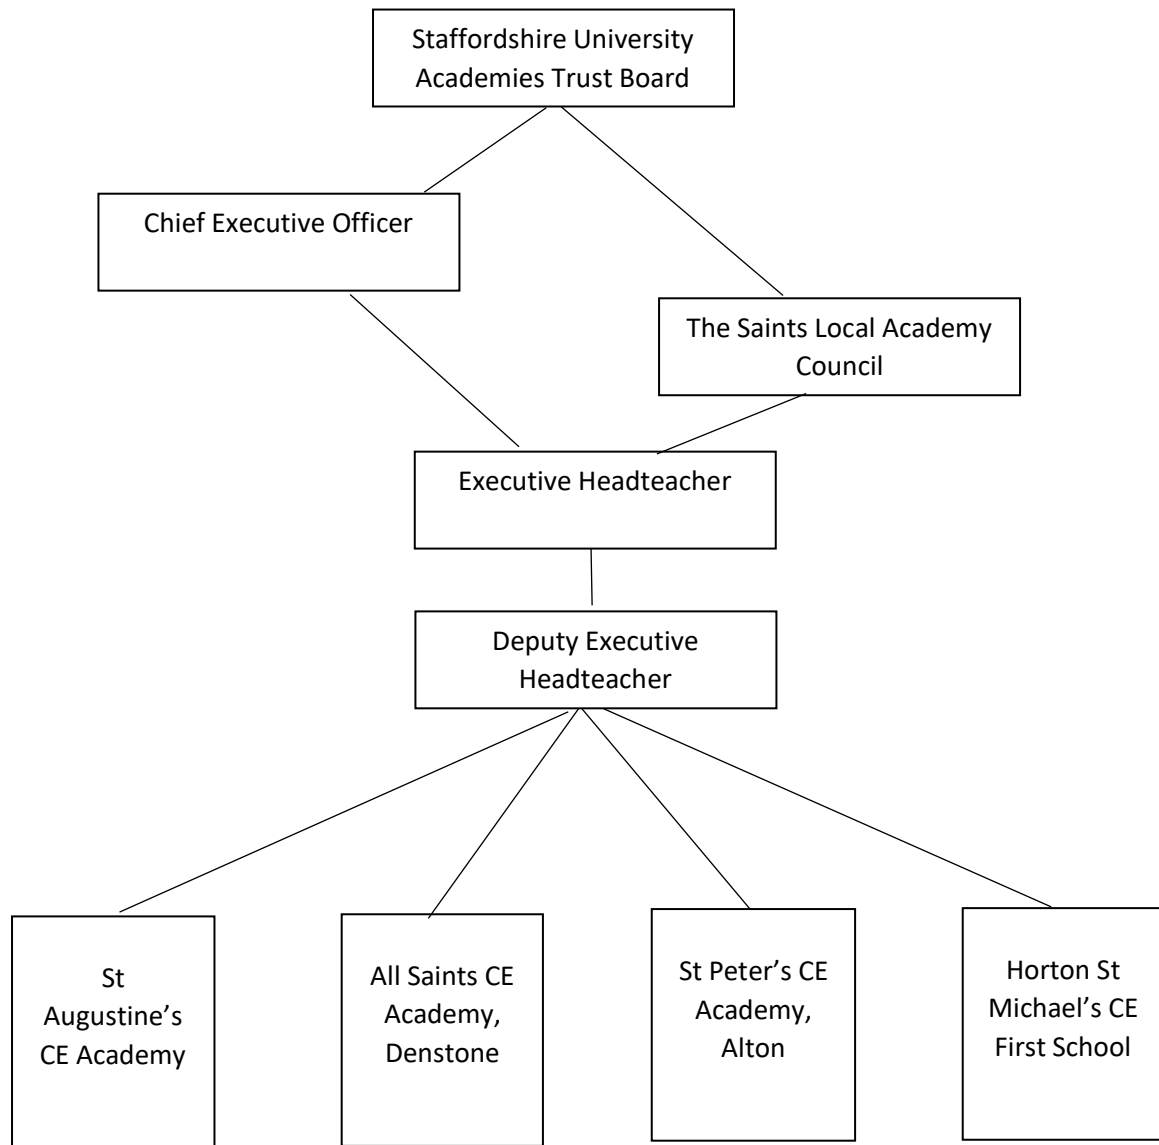 Staffordshire University
Academies Trust Board
Chief Executive Officer
The Saints Local Academy
Council
Executive Headteacher
Deputy Executive
Headteacher
St
Augustine’s
CE Academy
All Saints CE
Academy,
Denstone
St Peter’s CE
Academy,
Alton
Horton St
Michael’s CE
First School